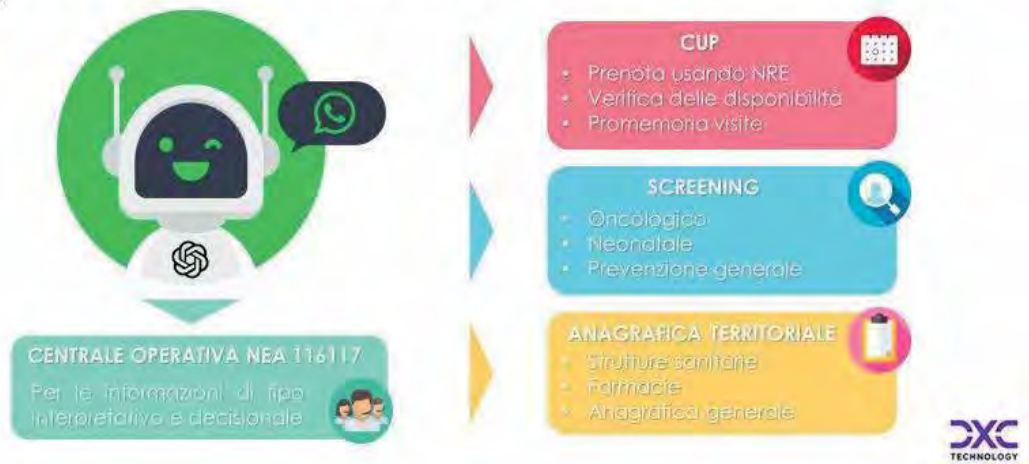 CUP
• Prenota usando NRE
• Verifica delle disponibilità
• Promemoria visite
SCREENING
• Oncologico
• Neonatale
• Prevenzione generale
CENTRALE OPERATIVA NEA 116117
Per le informazioni di tipo
interpretativo e decisionale
ANAGRAFICA TERRITORIALE
• Strutture sanitarie
• Farmacie
• Anagrafica generale
DXC
TECHNOLOGY